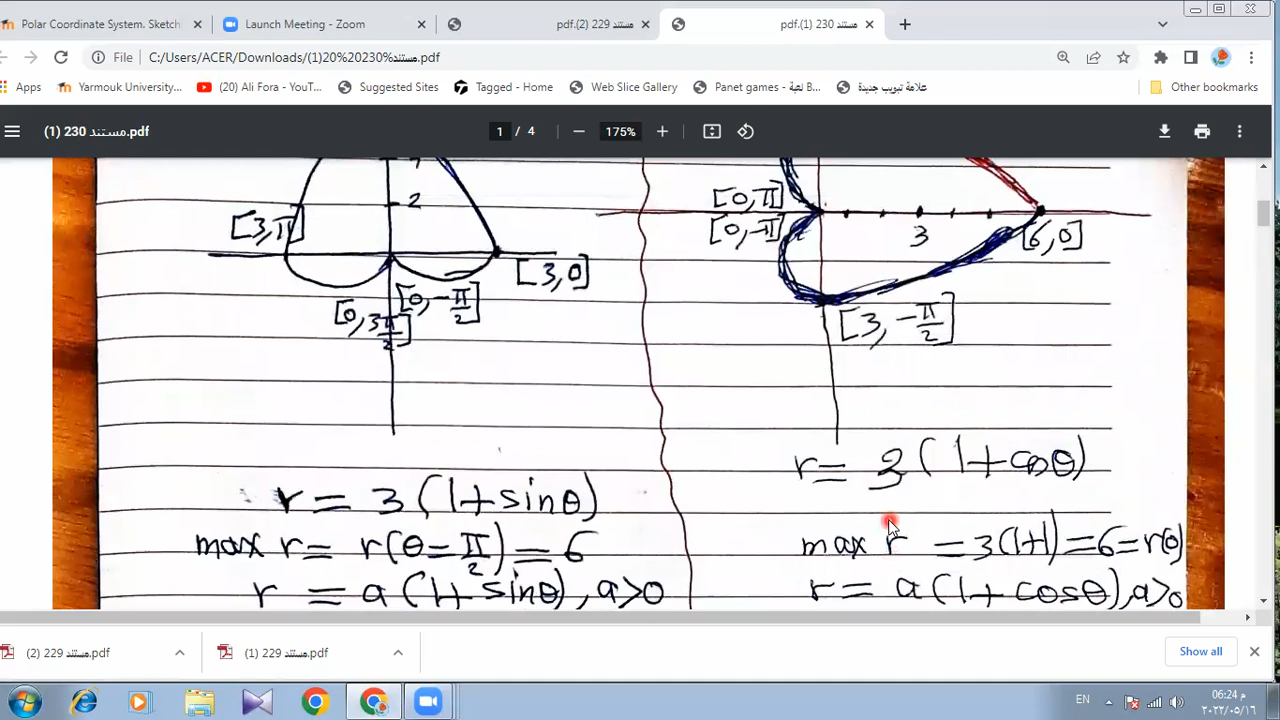 Polar Coordinate System. Sketch
Launch Meeting - Zoom
مستند 229 (2).pdf
مستند 230 (1).pdf
File
C:/Users/ACER/Downloads/(1)20%20230%مستند.pdf
Apps
Yarmouk University...
(20) Ali Fora - YouT...
Suggested Sites
Tagged - Home
Web Slice Gallery
Panet games - لعبة B...
علامة تبويب جديدة
Other bookmarks
(1) 230 مستند.pdf
1 / 4
175%
2
[3,π]
[3,0]
[0,-π/2]
[0,3π/2]
[0,π]
[0,-π]
3
[6,0]
[3,-π/2]
r = 3(1+cosθ)
r = 3(1+sinθ)
max r = r(θ=π/2) = 6
r = a(1+sinθ), a>0
max r = 3(1+1)=6=r(0)
r = a(1+cosθ), a>0
(2) 229 مستند.pdf
(1) 229 مستند.pdf
Show all
EN
06:24 م
٢٠٢٢/٠٥/١٦